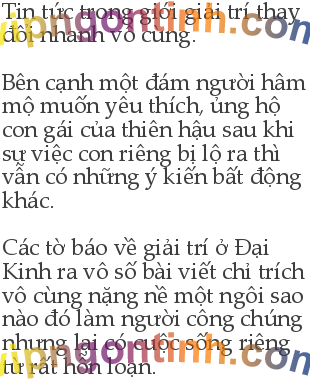 Tin tức trong giới giải trí thay
đổi nhanh vô cùng.
Bên cạnh một đám người hâm
mộ muốn yêu thích, ủng hộ
con gái của thiên hậu sau khi
sự việc con riêng bị lộ ra thì
vẫn có những ý kiến bất động
khác.
Các tờ báo về giải trí ở Đại
Kinh ra vô số bài viết chỉ trích
vô cùng nặng nề một ngôi sao
nào đó làm người công chúng
nhưng lại có cuộc sống riêng
tư rất hỗn loạn.
vipngontinh.com
vipngontinh.com